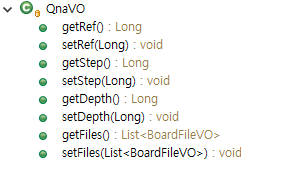 QnaVO
getRef() : Long
setRef(Long) : void
getStep() : Long
setStep(Long) : void
getDepth() : Long
setDepth(Long) : void
getFiles() : List<BoardFileVO>
setFiles(List<BoardFileVO>) : void